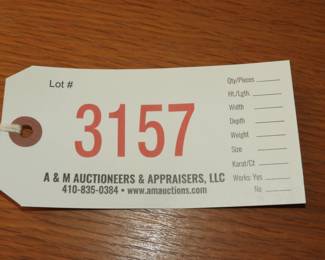 Lot #
3157
A & M AUCTIONEERS & APPRAISERS, LLC
410-835-0384 • www.amauctions.com
Qty/Pieces
Ht./Lgth.
Width
Depth
Weight
Size
Karat/Ct
Works: Yes
No